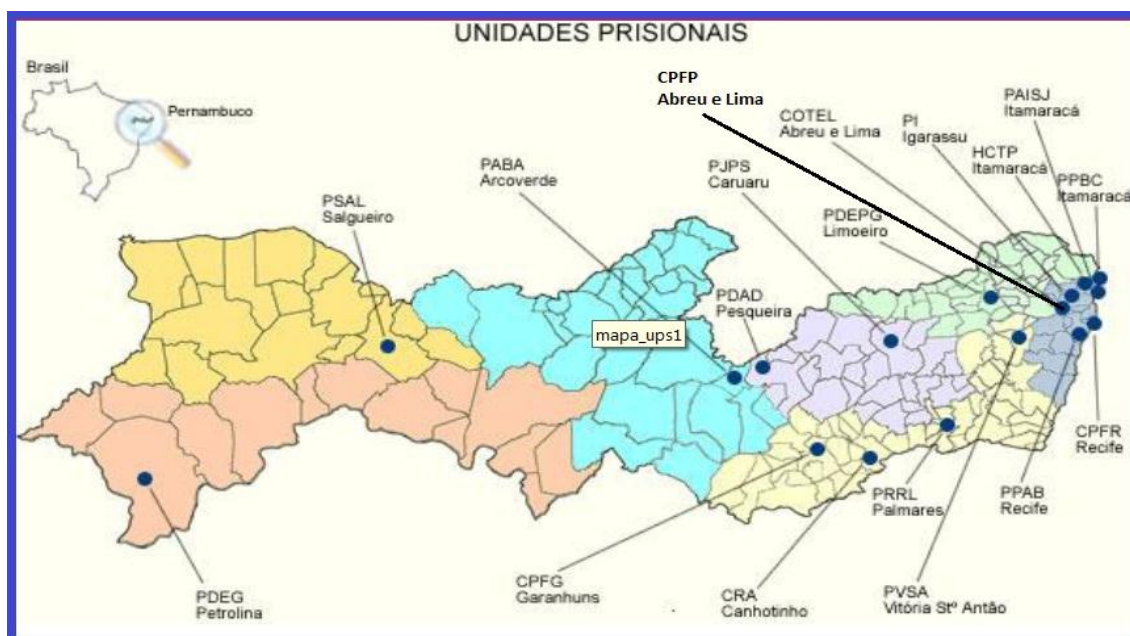 UNIDADES PRISIONAIS
Brasil
Pernambuco
CPFP
Abreu e Lima
PAISJ
Itamaracá
COTEL
Abreu e Lima
PI
Igarassu
HCTP
Itamaracá
PPBC
Itamaracá
PABA
Arcoverde
PJPS
Caruaru
PSAL
Salgueiro
PDEPG
Limoeiro
PDAD
Pesqueira
mapa_ups1
CPFR
Recife
PRRL
Palmares
PPAB
Recife
PDEG
Petrolina
CPFG
Garanhuns
CRA
Canhotinho
PVSA
Vitória Stº Antão